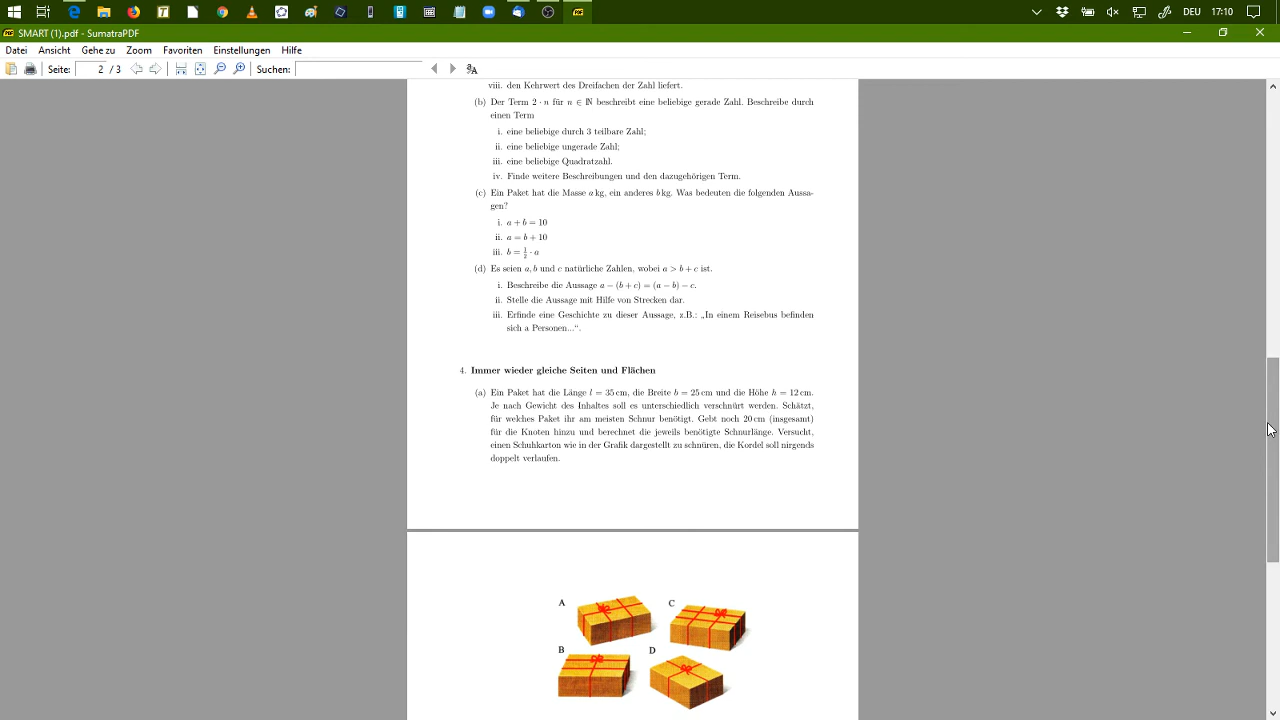 DEU
17:10
SMART (1).pdf - SumatraPDF
Datei Ansicht Gehe zu Zoom Favoriten Einstellungen Hilfe
Seite: 2 / 3 Suchen:
viii. den Kehrwert des Dreifachen der Zahl liefert.
(b) Der Term 2 · n für n ∈ ℕ beschreibt eine beliebige gerade Zahl. Beschreibe durch
einen Term
i. eine beliebige durch 3 teilbare Zahl;
ii. eine beliebige ungerade Zahl;
iii. eine beliebige Quadratzahl.
iv. Finde weitere Beschreibungen und den dazugehörigen Term.
(c) Ein Paket hat die Masse a kg, ein anderes b kg. Was bedeuten die folgenden Aussa-
gen?
i. a + b = 10
ii. a = b + 10
iii. b = 1/2 · a
(d) Es seien a, b und c natürliche Zahlen, wobei a > b + c ist.
i. Beschreibe die Aussage a − (b + c) = (a − b) − c.
ii. Stelle die Aussage mit Hilfe von Strecken dar.
iii. Erfinde eine Geschichte zu dieser Aussage, z.B.: „In einem Reisebus befinden
sich a Personen...“.
4. Immer wieder gleiche Seiten und Flächen
(a) Ein Paket hat die Länge l = 35 cm, die Breite b = 25 cm und die Höhe h = 12 cm.
Je nach Gewicht des Inhaltes soll es unterschiedlich verschnürt werden. Schätzt,
für welches Paket ihr am meisten Schnur benötigt. Gebt noch 20 cm (insgesamt)
für die Knoten hinzu und berechnet die jeweils benötigte Schnurlänge. Versucht,
einen Schuhkarton wie in der Grafik dargestellt zu schnüren, die Kordel soll nirgends
doppelt verlaufen.
A C
B D